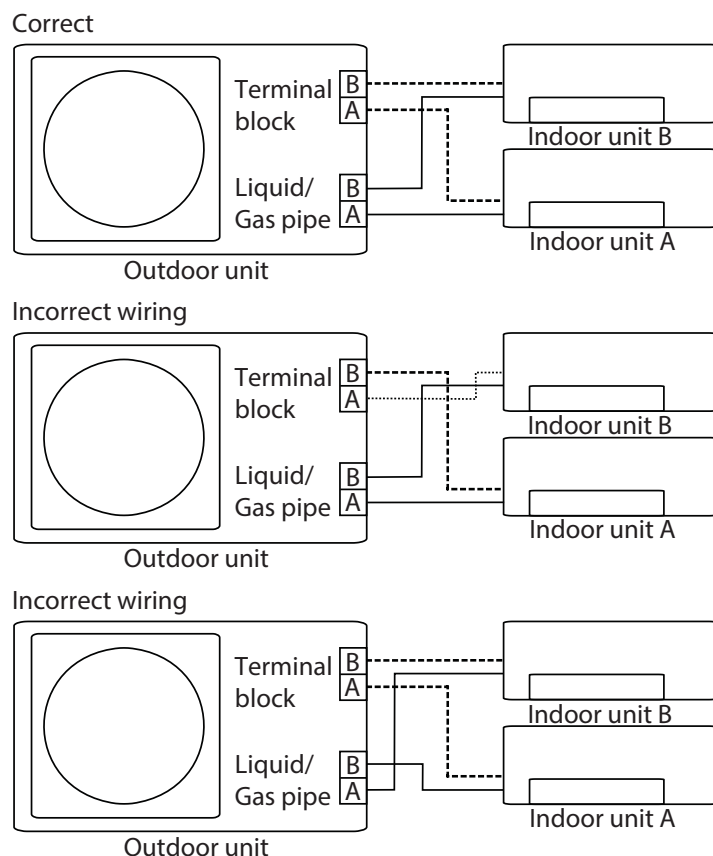 Correct
Terminal
block
B
A
Liquid/
Gas pipe
B
A
Indoor unit B
Indoor unit A
Outdoor unit
Incorrect wiring
Terminal
block
B
A
Liquid/
Gas pipe
B
A
Indoor unit B
Indoor unit A
Outdoor unit
Incorrect wiring
Terminal
block
B
A
Liquid/
Gas pipe
B
A
Indoor unit B
Indoor unit A
Outdoor unit